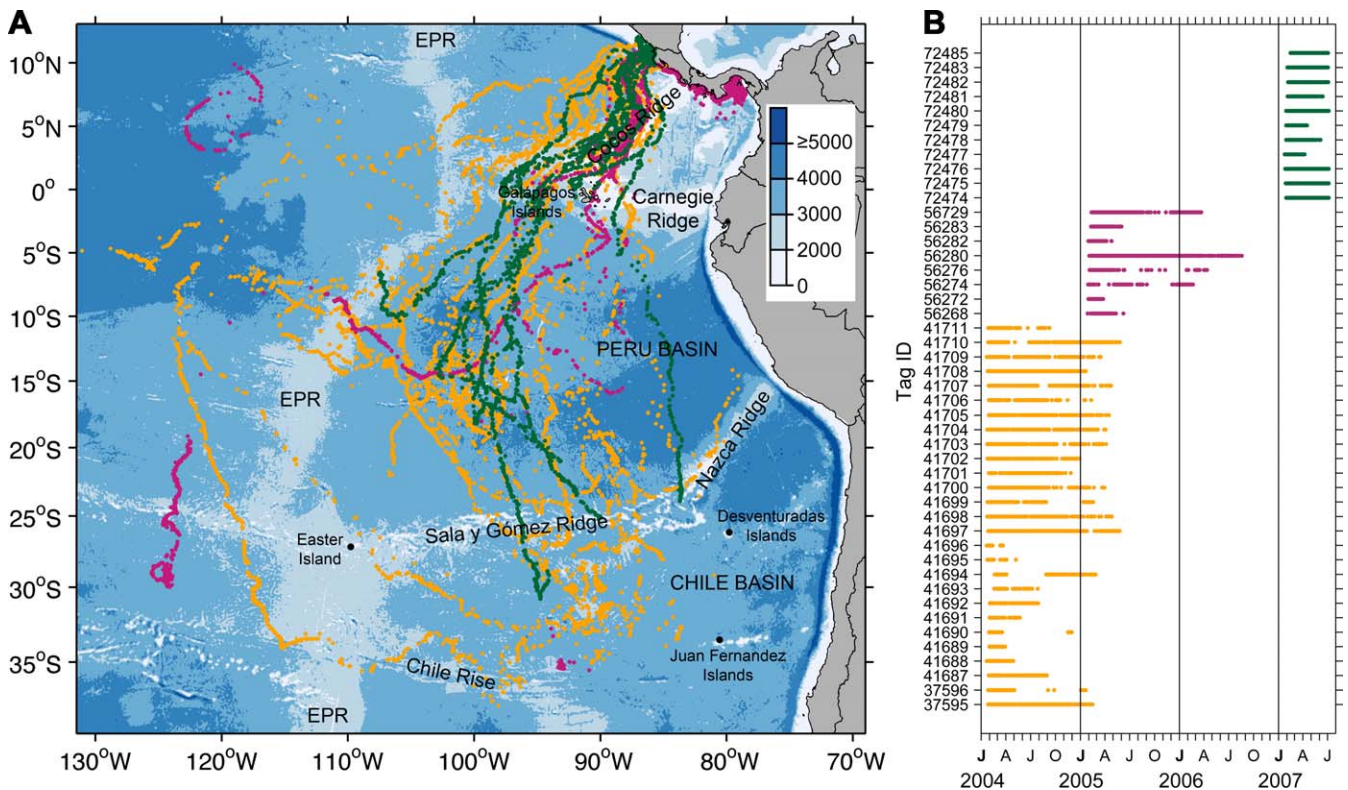 A
EPR
10°N
5°N
0°
5°S
10°S
15°S
20°S
25°S
30°S
35°S
Cocos Ridge
Galápagos
Islands
Carnegie
Ridge
≥5000
4000
3000
2000
0
PERU BASIN
EPR
Nazca Ridge
Sala y Gómez Ridge
Easter
Island
Desventuradas
Islands
CHILE BASIN
Juan Fernandez
Islands
Chile Rise
EPR
130°W
120°W
110°W
100°W
90°W
80°W
70°W
B
Tag ID
72485
72483
72482
72481
72480
72479
72478
72477
72476
72475
72474
56729
56283
56282
56280
56276
56274
56272
56268
41711
41710
41709
41708
41707
41706
41705
41704
41703
41702
41701
41700
41699
41698
41697
41696
41695
41694
41693
41692
41691
41690
41689
41688
41687
37596
37595
J A J O J A J O J A J O J A J
2004 2005 2006 2007